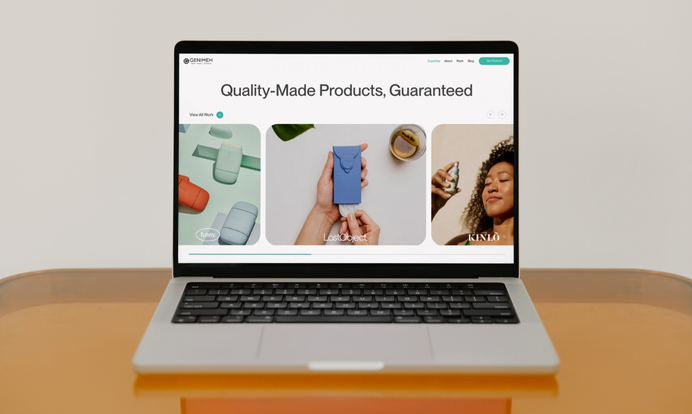 GENIMEX
Expertise About Work Blog
Quality-Made Products, Guaranteed
View All Work
LastObject.
KINLÒ